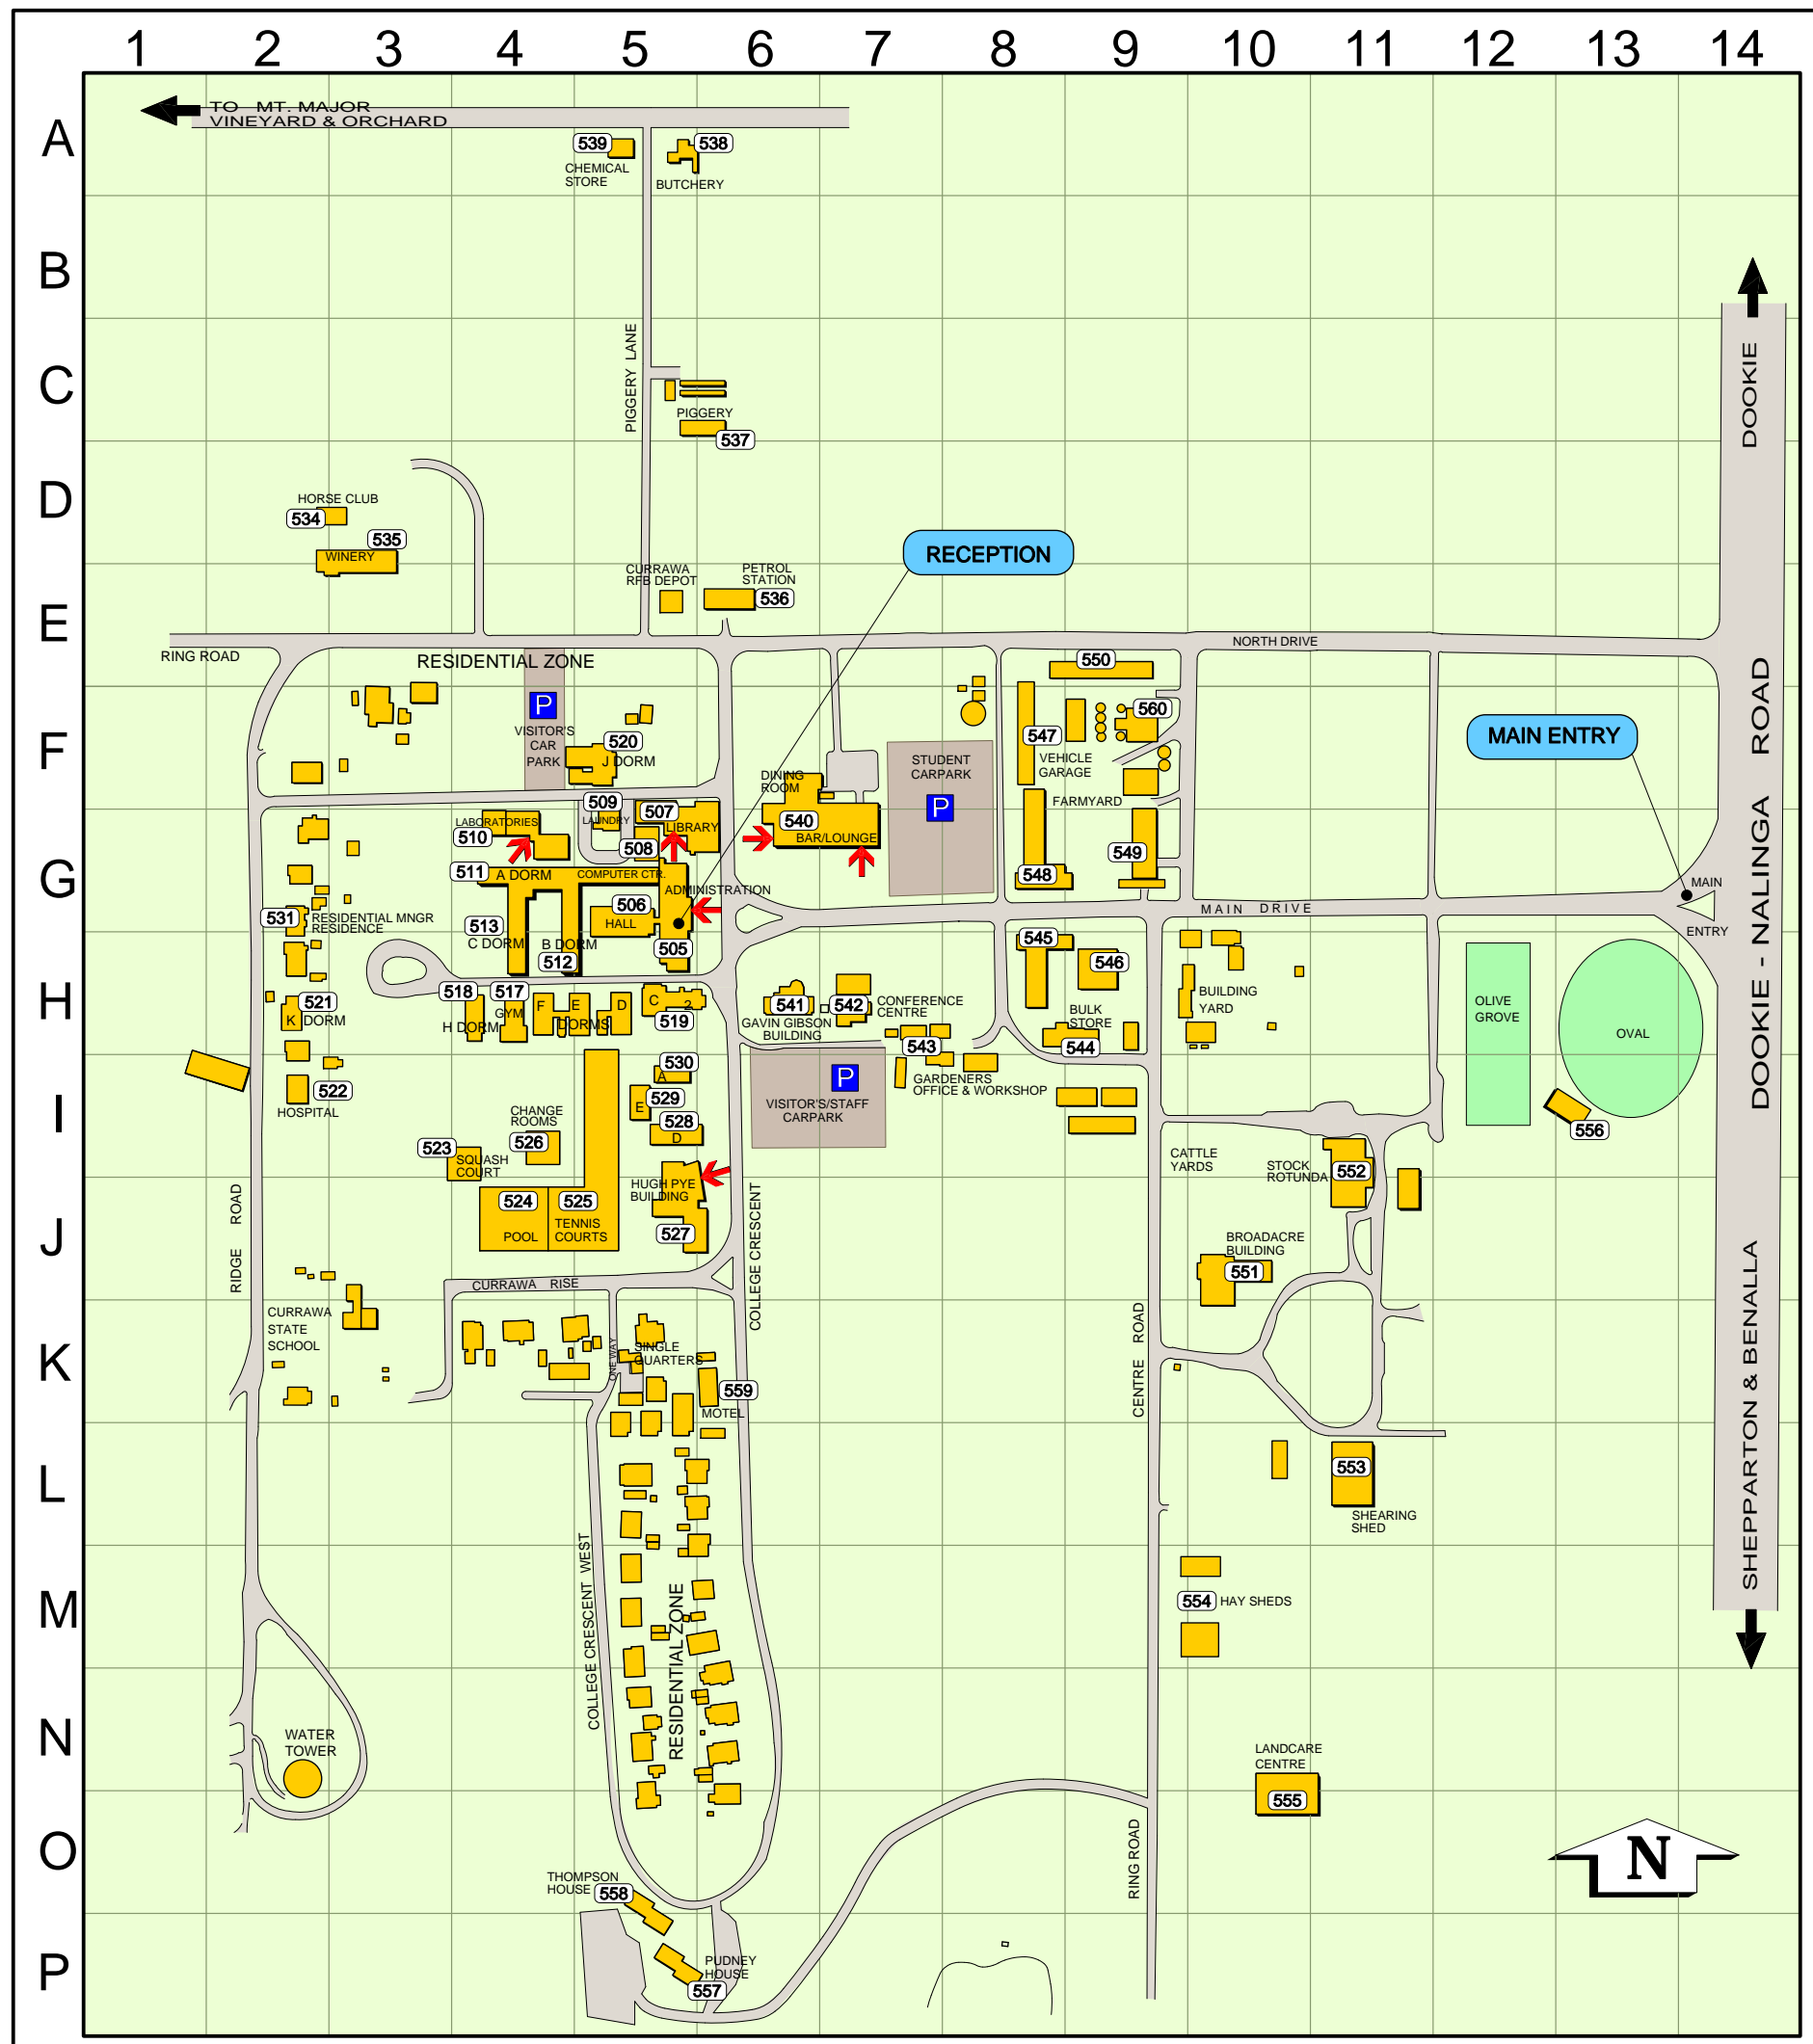 1 2 3 4 5 6 7 8 9 10 11 12 13 14
A
B
C
D
E
F
G
H
I
J
K
L
M
N
O
P
TO MT. MAJOR
VINEYARD & ORCHARD
539
CHEMICAL
STORE
538
BUTCHERY
PIGGERY LANE
PIGGERY
537
HORSE CLUB
534
535
WINERY
CURRAWA
RFB DEPOT
PETROL
STATION
536
RECEPTION
DOOKIE
DOOKIE - NALINGA ROAD
SHEPPARTON & BENALLA
RING ROAD
NORTH DRIVE
RESIDENTIAL ZONE
P
VISITOR'S
CAR
PARK
520
J DORM
550
547
VEHICLE
GARAGE
560
FARMYARD
MAIN ENTRY
STUDENT
CARPARK
P
DINING
ROOM
540
BAR/LOUNGE
509
LAUNDRY
507
LIBRARY
508
LABORATORIES
510
511
A DORM
COMPUTER CTR.
ADMINISTRATION
506
HALL
505
513
C DORM
B DORM
512
548
549
MAIN DRIVE
MAIN
ENTRY
531
RESIDENTIAL MNGR
RESIDENCE
521
K DORM
522
HOSPITAL
518
H DORM
517
GYM
F
E
D
DORMS
C
2
519
541
GAVIN GIBSON
BUILDING
542
CONFERENCE
CENTRE
543
GARDENERS
OFFICE & WORKSHOP
545
546
BULK
STORE
544
BUILDING
YARD
OLIVE
GROVE
OVAL
556
P
VISITOR'S/STAFF
CARPARK
530
A
529
E
528
D
CHANGE
ROOMS
526
523
SQUASH
COURT
524
POOL
525
TENNIS
COURTS
HUGH PYE
BUILDING
527
CATTLE
YARDS
STOCK
ROTUNDA
552
BROADACRE
BUILDING
551
RIDGE ROAD
CURRAWA RISE
COLLEGE CRESCENT
CURRAWA
STATE
SCHOOL
ONE WAY
SINGLE
QUARTERS
559
MOTEL
CENTRE ROAD
553
SHEARING
SHED
COLLEGE CRESCENT WEST
RESIDENTIAL ZONE
554
HAY SHEDS
WATER
TOWER
LANDCARE
CENTRE
555
RING ROAD
N
THOMPSON
HOUSE
558
PUDNEY
HOUSE
557